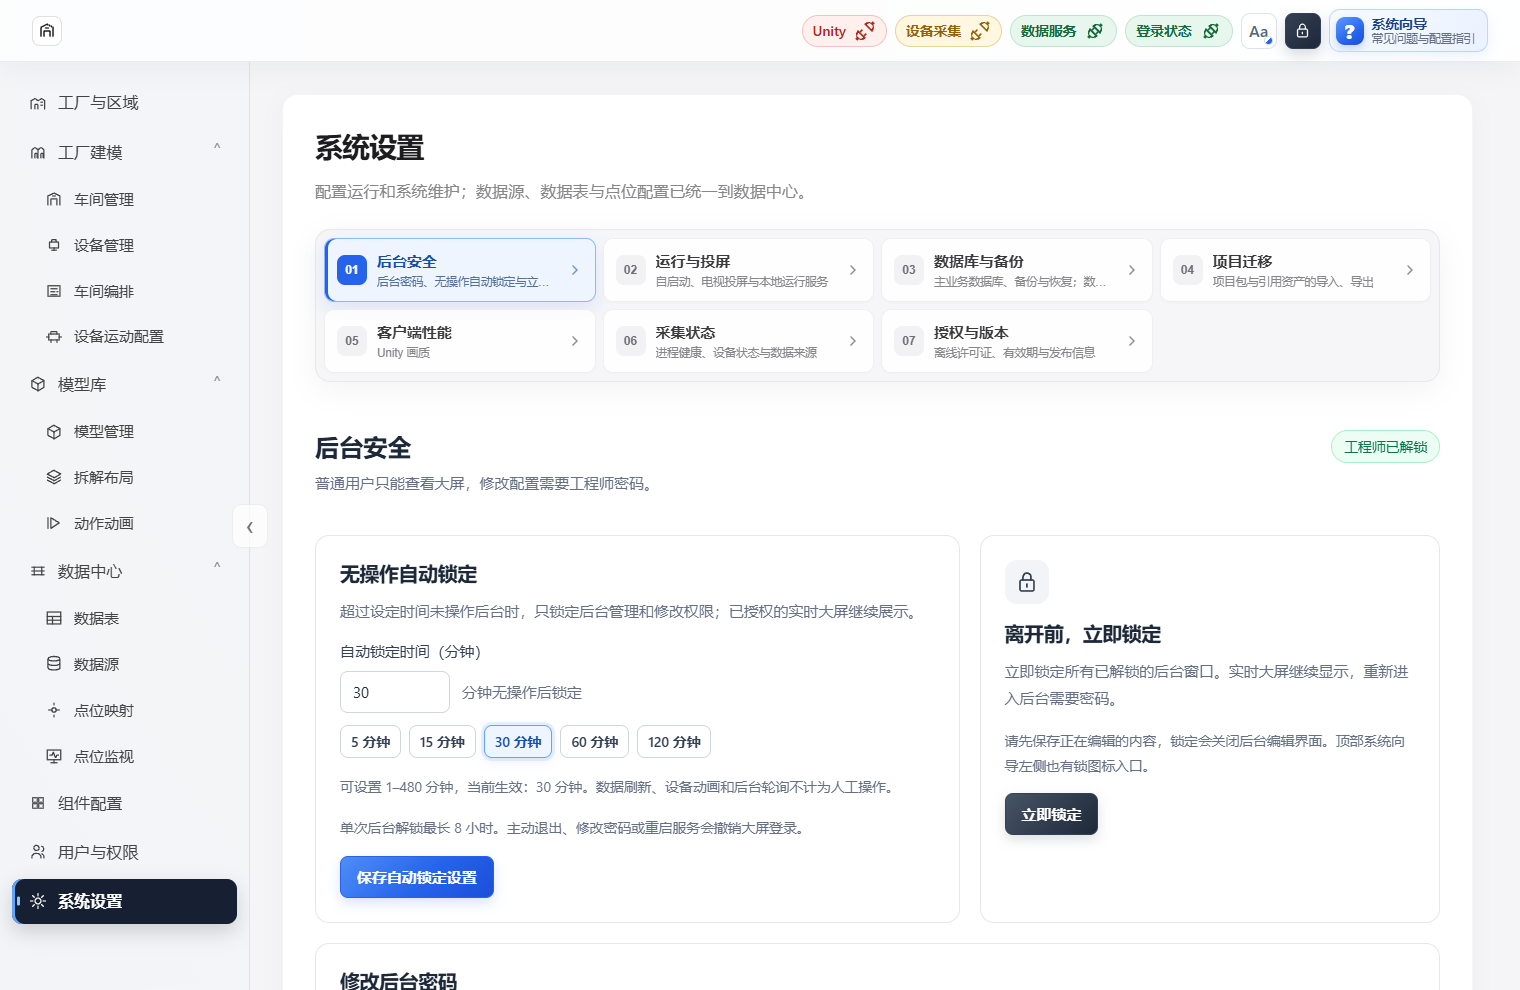 Unity
设备采集
数据服务
登录状态
Aa
?
系统向导
常见问题与配置指引
工厂与区域
工厂建模
车间管理
设备管理
车间编排
设备运动配置
模型库
模型管理
拆解布局
动作动画
数据中心
数据表
数据源
点位映射
点位监视
组件配置
用户与权限
系统设置
系统设置
配置运行和系统维护；数据源、数据表与点位配置已统一到数据中心。
01
后台安全
后台密码、无操作自动锁定与立...
02
运行与投屏
自启动、电视投屏与本地运行服务
03
数据库与备份
主业务数据库、备份与恢复；数...
04
项目迁移
项目包与引用资产的导入、导出
05
客户端性能
Unity 画质
06
采集状态
进程健康、设备状态与数据来源
07
授权与版本
离线许可证、有效期与发布信息
后台安全
普通用户只能查看大屏，修改配置需要工程师密码。
工程师已解锁
无操作自动锁定
超过设定时间未操作后台时，只锁定后台管理和修改权限；已授权的实时大屏继续展示。
自动锁定时间（分钟）
30
分钟无操作后锁定
5 分钟
15 分钟
30 分钟
60 分钟
120 分钟
可设置 1–480 分钟，当前生效：30 分钟。数据刷新、设备动画和后台轮询不计为人工操作。
单次后台解锁最长 8 小时。主动退出、修改密码或重启服务会撤销大屏登录。
保存自动锁定设置
离开前，立即锁定
立即锁定所有已解锁的后台窗口。实时大屏继续显示，重新进
入后台需要密码。
请先保存正在编辑的内容，锁定会关闭后台编辑界面。顶部系统向
导左侧也有锁图标入口。
立即锁定
修改后台密码